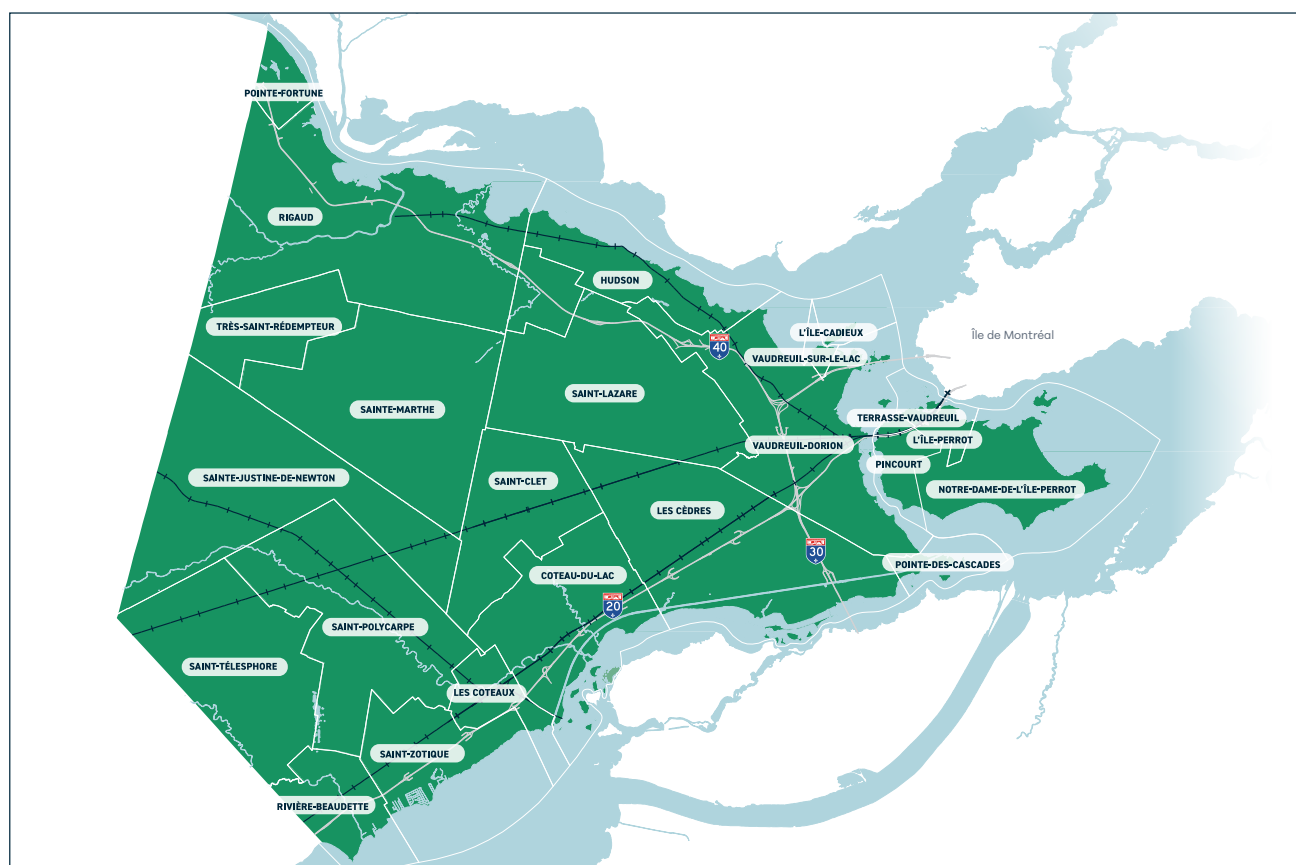 POINTE-FORTUNE
RIGAUD
HUDSON
TRÈS-SAINT-RÉDEMPTEUR
L'ÎLE-CADIEUX
Île de Montréal
40
VAUDREUIL-SUR-LE-LAC
SAINT-LAZARE
SAINTE-MARTHE
TERRASSE-VAUDREUIL
L'ÎLE-PERROT
VAUDREUIL-DORION
PINCOURT
SAINTE-JUSTINE-DE-NEWTON
SAINT-CLET
NOTRE-DAME-DE-L'ÎLE-PERROT
LES CÈDRES
30
POINTE-DES-CASCADES
COTEAU-DU-LAC
20
SAINT-POLYCARPE
SAINT-TÉLESPHORE
LES COTEAUX
SAINT-ZOTIQUE
RIVIÈRE-BEAUDETTE